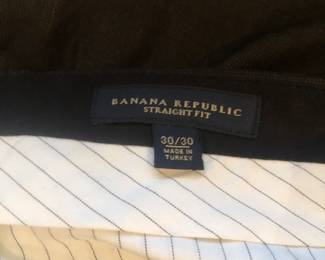 BANANA REPUBLIC
STRAIGHT FIT
30/30
MADE IN
TURKEY